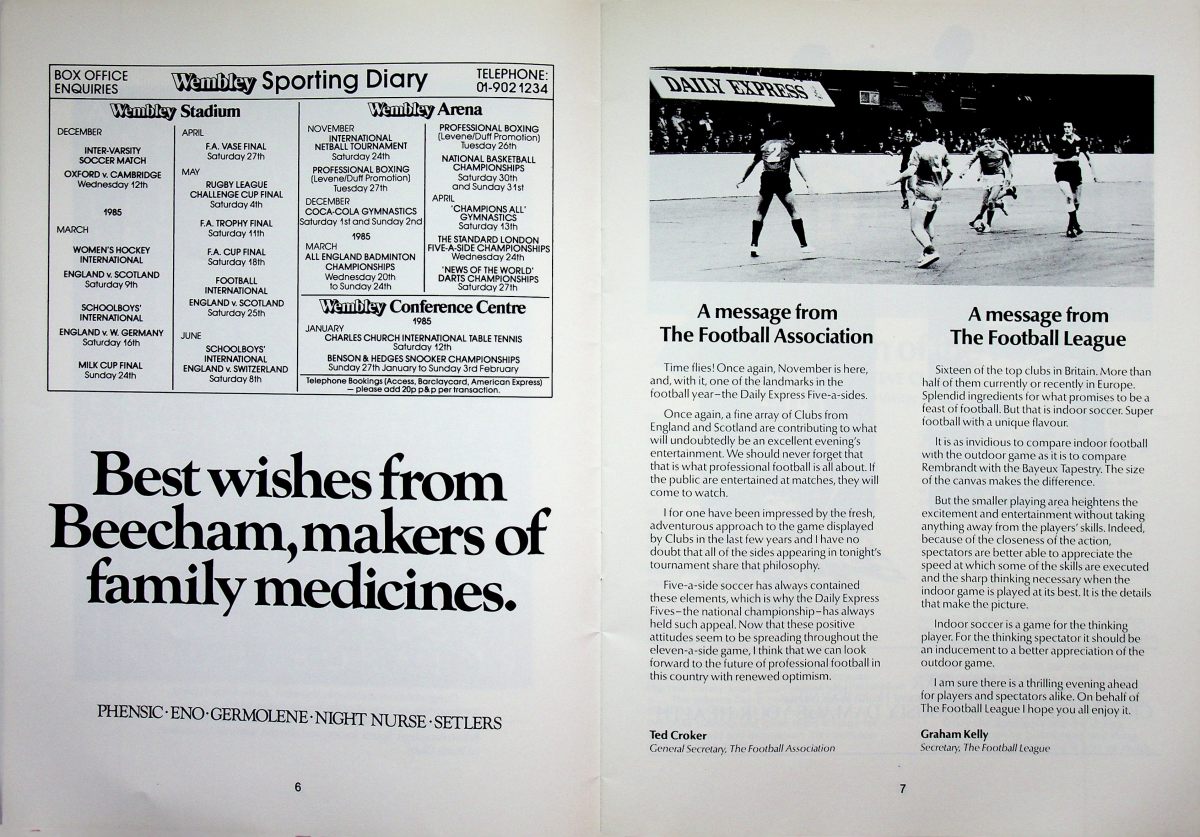 BOX OFFICE
ENQUIRIES
Wembley Sporting Diary
TELEPHONE:
01-902 1234
Wembley Stadium
DECEMBER
INTER-VARSITY
SOCCER MATCH
OXFORD v. CAMBRIDGE
Wednesday 12th
1985
MARCH
WOMEN'S HOCKEY
INTERNATIONAL
ENGLAND v. SCOTLAND
Saturday 9th
SCHOOLBOYS'
INTERNATIONAL
ENGLAND v. W. GERMANY
Saturday 16th
MILK CUP FINAL
Sunday 24th
APRIL
F.A. VASE FINAL
Saturday 27th
MAY
RUGBY LEAGUE
CHALLENGE CUP FINAL
Saturday 4th
F.A. TROPHY FINAL
Saturday 11th
F.A. CUP FINAL
Saturday 18th
FOOTBALL
INTERNATIONAL
ENGLAND v. SCOTLAND
Saturday 25th
JUNE
SCHOOLBOYS'
INTERNATIONAL
ENGLAND v. SWITZERLAND
Saturday 8th
Wembley Arena
NOVEMBER
INTERNATIONAL
NETBALL TOURNAMENT
Saturday 24th
PROFESSIONAL BOXING
(Levene/Duff Promotion)
Tuesday 27th
DECEMBER
COCA-COLA GYMNASTICS
Saturday 1st and Sunday 2nd
1985
MARCH
ALL ENGLAND BADMINTON
CHAMPIONSHIPS
Wednesday 20th
to Sunday 24th
PROFESSIONAL BOXING
(Levene/Duff Promotion)
Tuesday 26th
NATIONAL BASKETBALL
CHAMPIONSHIPS
Saturday 30th
and Sunday 31st
APRIL
'CHAMPIONS ALL'
GYMNASTICS
Saturday 13th
THE STANDARD LONDON
FIVE-A-SIDE CHAMPIONSHIPS
Wednesday 24th
'NEWS OF THE WORLD'
DARTS CHAMPIONSHIPS
Saturday 27th
Wembley Conference Centre
1985
JANUARY
CHARLES CHURCH INTERNATIONAL TABLE TENNIS
Saturday 12th
BENSON & HEDGES SNOOKER CHAMPIONSHIPS
Sunday 27th January to Sunday 3rd February
Telephone Bookings (Access, Barclaycard, American Express)
— please add 20p p&p per transaction.
Best wishes from
Beecham, makers of
family medicines.
PHENSIC · ENO · GERMOLENE · NIGHT NURSE · SETLERS
6
DAILY EXPRESS
2
A message from
The Football Association
Time flies! Once again, November is here,
and, with it, one of the landmarks in the
football year–the Daily Express Five-a-sides.
Once again, a fine array of Clubs from
England and Scotland are contributing to what
will undoubtedly be an excellent evening's
entertainment. We should never forget that
that is what professional football is all about. If
the public are entertained at matches, they will
come to watch.
I for one have been impressed by the fresh,
adventurous approach to the game displayed
by Clubs in the last few years and I have no
doubt that all of the sides appearing in tonight's
tournament share that philosophy.
Five-a-side soccer has always contained
these elements, which is why the Daily Express
Fives–the national championship–has always
held such appeal. Now that these positive
attitudes seem to be spreading throughout the
eleven-a-side game, I think that we can look
forward to the future of professional football in
this country with renewed optimism.
Ted Croker
General Secretary, The Football Association
A message from
The Football League
Sixteen of the top clubs in Britain. More than
half of them currently or recently in Europe.
Splendid ingredients for what promises to be a
feast of football. But that is indoor soccer. Super
football with a unique flavour.
It is as invidious to compare indoor football
with the outdoor game as it is to compare
Rembrandt with the Bayeux Tapestry. The size
of the canvas makes the difference.
But the smaller playing area heightens the
excitement and entertainment without taking
anything away from the players' skills. Indeed,
because of the closeness of the action,
spectators are better able to appreciate the
speed at which some of the skills are executed
and the sharp thinking necessary when the
indoor game is played at its best. It is the details
that make the picture.
Indoor soccer is a game for the thinking
player. For the thinking spectator it should be
an inducement to a better appreciation of the
outdoor game.
I am sure there is a thrilling evening ahead
for players and spectators alike. On behalf of
The Football League I hope you all enjoy it.
Graham Kelly
Secretary, The Football League
7